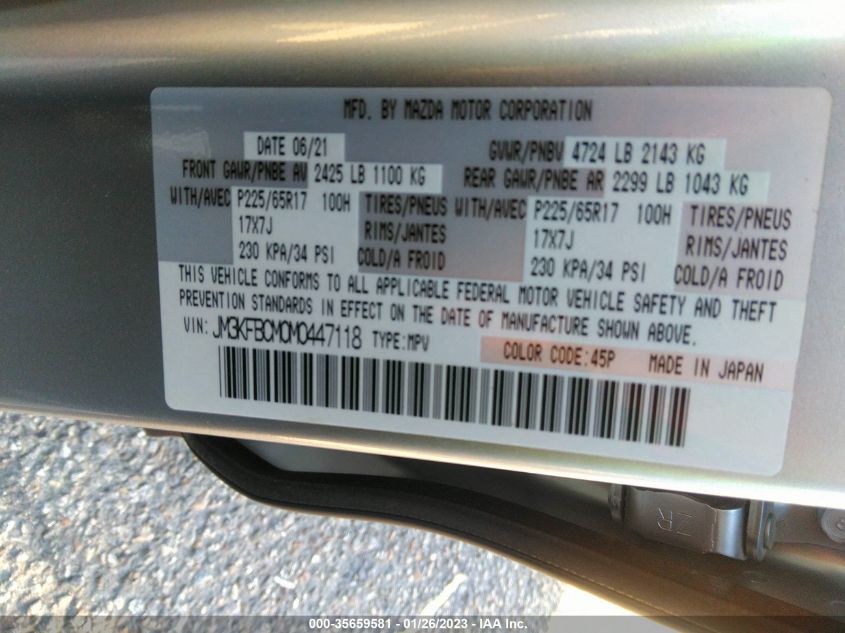 MFD. BY MAZDA MOTOR CORPORATION
DATE 06/21 GVWR/PNBV 4724 LB 2143 KG
FRONT GAWR/PNBE AV 2425 LB 1100 KG REAR GAWR/PNBE AR 2299 LB 1043 KG
WITH/AVEC P225/65R17 100H TIRES/PNEUS WITH/AVEC P225/65R17 100H TIRES/PNEUS
17X7J RIMS/JANTES 17X7J RIMS/JANTES
230 KPA/34 PSI COLD/A FROID 230 KPA/34 PSI COLD/A FROID
THIS VEHICLE CONFORMS TO ALL APPLICABLE FEDERAL MOTOR VEHICLE SAFETY AND THEFT
PREVENTION STANDARDS IN EFFECT ON THE DATE OF MANUFACTURE SHOWN ABOVE.
VIN: JM3KFBCM0M0447118 TYPE:MPV COLOR CODE:45P MADE IN JAPAN
ZR
000-35659581 - 01/26/2023 - IAA Inc.